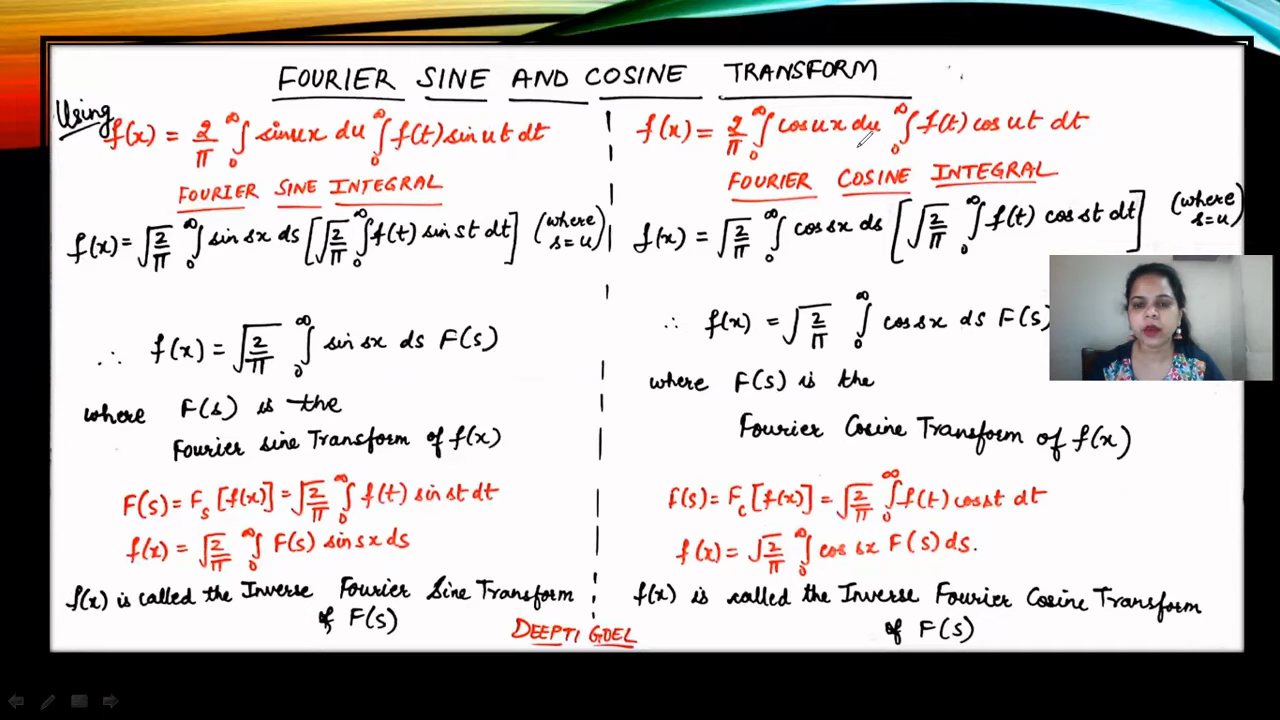 FOURIER SINE AND COSINE TRANSFORM
Using
f(x) = 2/π ∫₀^∞ sinux du ∫₀^∞ f(t) sin ut dt
FOURIER SINE INTEGRAL
f(x) = √(2/π) ∫₀^∞ sin sx ds [√(2/π) ∫₀^∞ f(t) sin st dt] (where s=u)
∴ f(x) = √(2/π) ∫₀^∞ sin sx ds F(s)
where F(s) is the
Fourier sine Transform of f(x)
F(s) = Fs [f(x)] = √(2/π) ∫₀^∞ f(t) sin st dt
f(x) = √(2/π) ∫₀^∞ F(s) sin sx ds
f(x) is called the Inverse Fourier Sine Transform
of F(s)
f(x) = 2/π ∫₀^∞ cos ux du ∫₀^∞ f(t) cos ut dt
FOURIER COSINE INTEGRAL
f(x) = √(2/π) ∫₀^∞ cos sx ds [√(2/π) ∫₀^∞ f(t) cos st dt] (where s=u)
∴ f(x) = √(2/π) ∫₀^∞ cos sx ds F(s)
where F(s) is the
Fourier Cosine Transform of f(x)
F(s) = Fc [f(x)] = √(2/π) ∫₀^∞ f(t) cos st dt
f(x) = √(2/π) ∫₀^∞ cos sx F(s) ds.
f(x) is called the Inverse Fourier Cosine Transform
of F(s)
DEEPTI GOEL